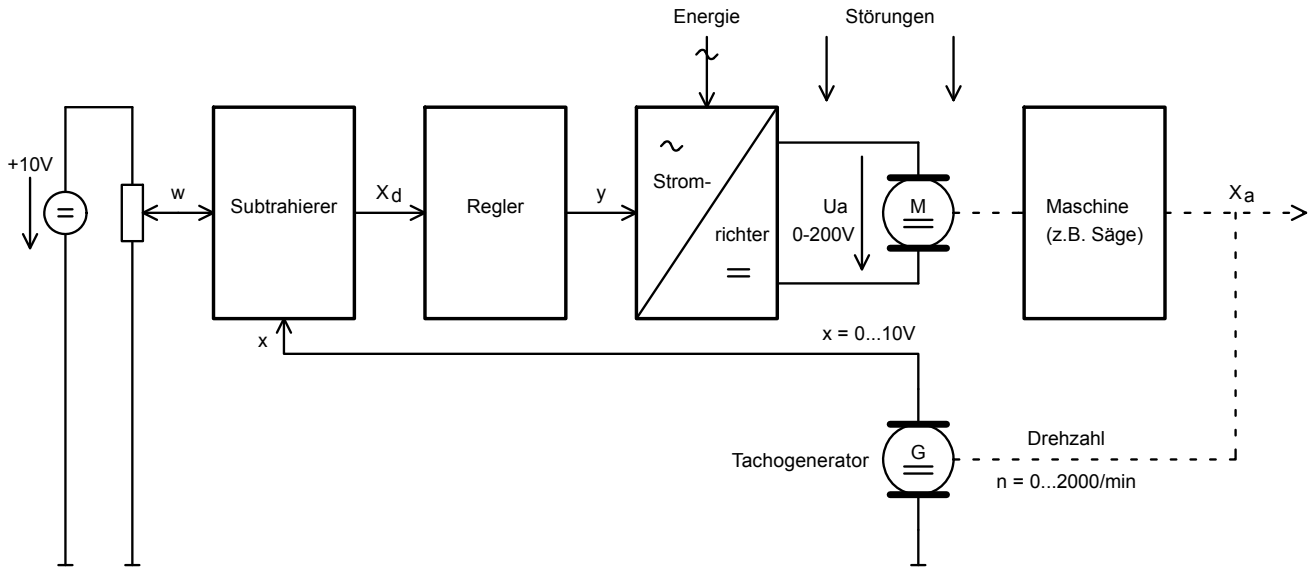 Energie
Störungen
+10V
w
Subtrahierer
Xd
Regler
y
Strom-
richter
Ua
0-200V
M
Maschine
(z.B. Säge)
Xa
x
x = 0...10V
Tachogenerator
G
Drehzahl
n = 0...2000/min